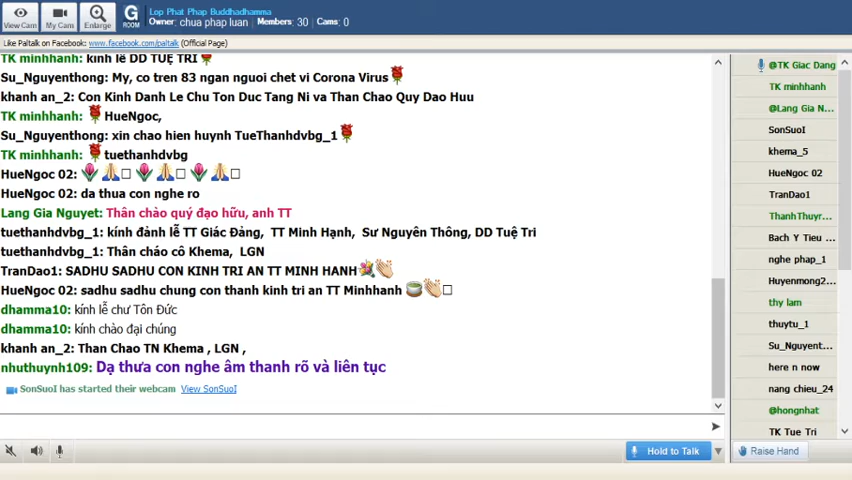 View Cam
My Cam
Enlarge
G
ROOM
Lop Phat Phap Buddhadhamma
Owner: chua phap luan Members: 30 Cams: 0
Like Paltalk on Facebook: www.facebook.com/paltalk (Official Page)
TK minhhanh: kinh lễ DD TUỆ TRI
Su_Nguyenthong: My, co tren 83 ngan nguoi chet vi Corona Virus
khanh an_2: Con Kinh Danh Le Chu Ton Duc Tang Ni va Than Chao Quy Dao Huu
TK minhhanh: HueNgoc,
Su_Nguyenthong: xin chao hien huynh TueThanhdvbg_1
TK minhhanh: tuethanhdvbg
HueNgoc 02:
HueNgoc 02: da thua con nghe ro
Lang Gia Nguyet: Thân chào quý đạo hữu, anh TT
tuethanhdvbg_1: kính đảnh lễ TT Giác Đảng, TT Minh Hạnh, Sư Nguyên Thông, DD Tuệ Tri
tuethanhdvbg_1: Thân cháo cô Khema, LGN
TranDao1: SADHU SADHU CON KINH TRI AN TT MINH HANH
HueNgoc 02: sadhu sadhu chung con thanh kinh tri an TT Minhhanh
dhamma10: kính lễ chư Tôn Đức
dhamma10: kính chào đại chúng
khanh an_2: Than Chao TN Khema , LGN ,
nhuthuynh109: Dạ thưa con nghe âm thanh rõ và liên tục
SonSuoI has started their webcam View SonSuoI
Hold to Talk
@TK Giac Dang
TK minhhanh
@Lang Gia N...
SonSuoI
khema_5
HueNgoc 02
TranDao1
ThanhThuyr...
Bach Y Tieu ...
nghe phap_1
Huyenmong2...
thy lam
thuytu_1
Su_Nguyent...
here n now
nang chieu_24
@hongnhat
TK Tue Tri
Raise Hand